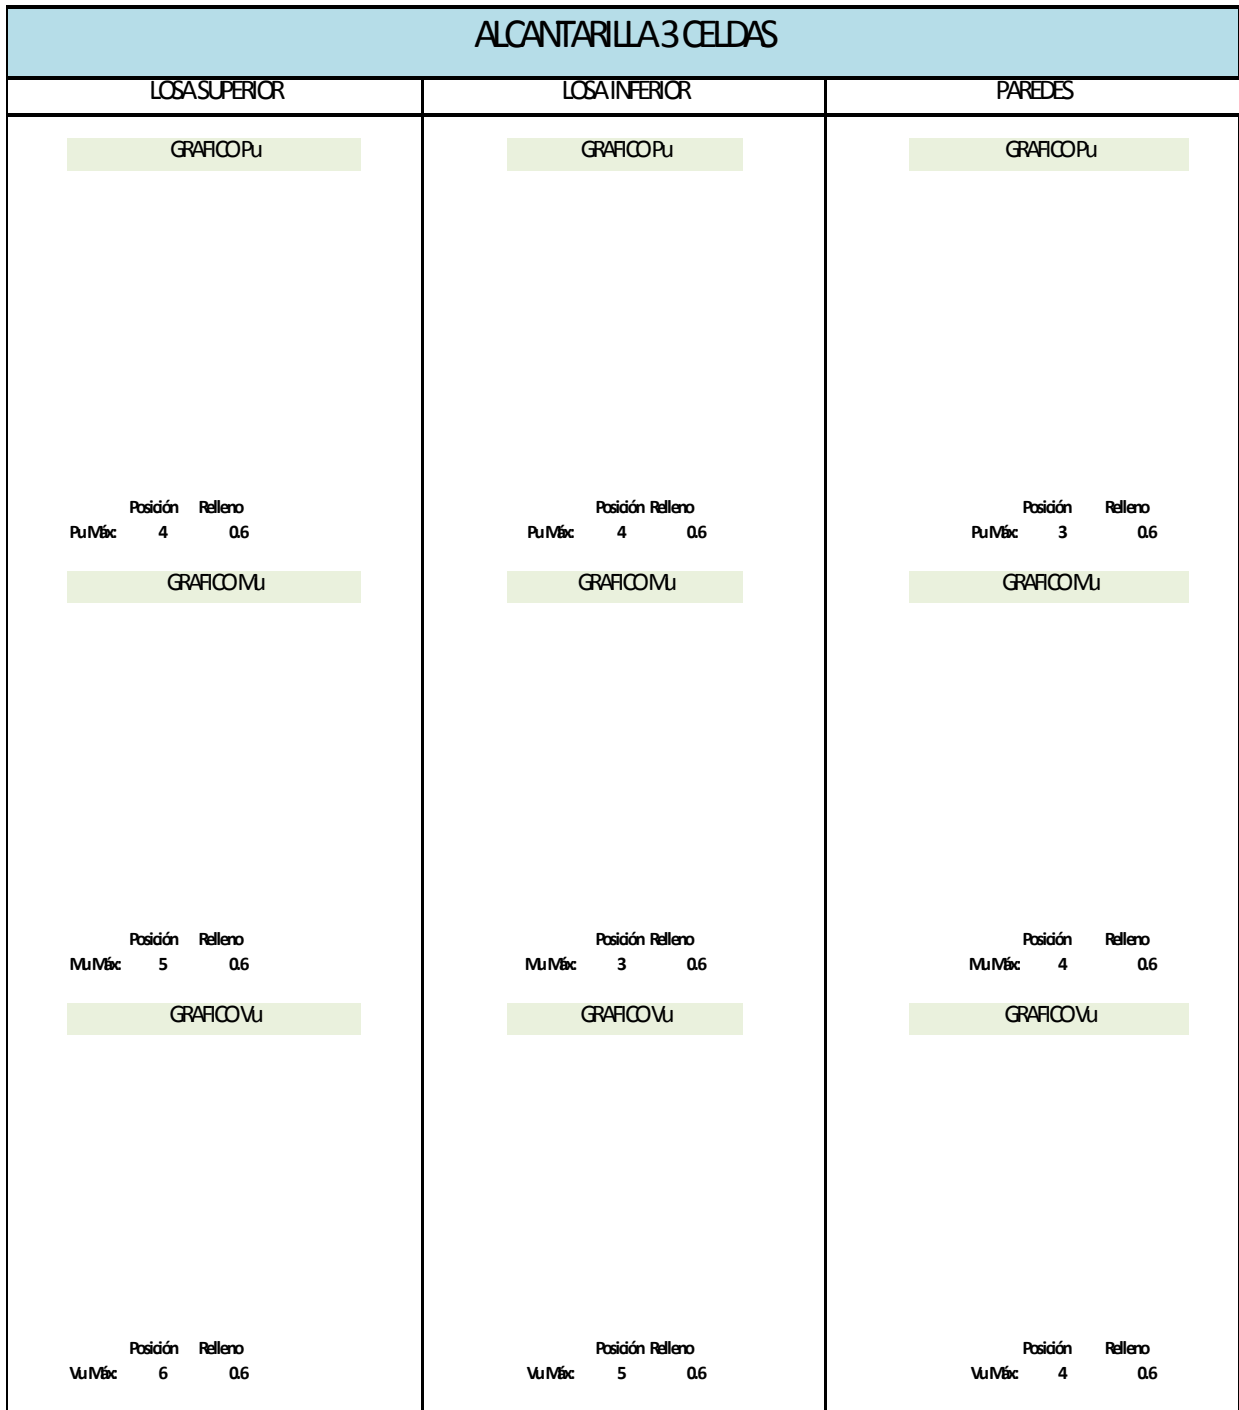 ALCANTARILLA 3 CELDAS
LOSA SUPERIOR LOSA INFERIOR PAREDES
GRAFICO Pu GRAFICO Pu GRAFICO Pu
Posición Relleno Posición Relleno Posición Relleno
Pu Máx: 4 0.6 Pu Máx: 4 0.6 Pu Máx: 3 0.6
GRAFICO Mu GRAFICO Mu GRAFICO Mu
Posición Relleno Posición Relleno Posición Relleno
Mu Máx: 5 0.6 Mu Máx: 3 0.6 Mu Máx: 4 0.6
GRAFICO Vu GRAFICO Vu GRAFICO Vu
Posición Relleno Posición Relleno Posición Relleno
Vu Máx: 6 0.6 Vu Máx: 5 0.6 Vu Máx: 4 0.6